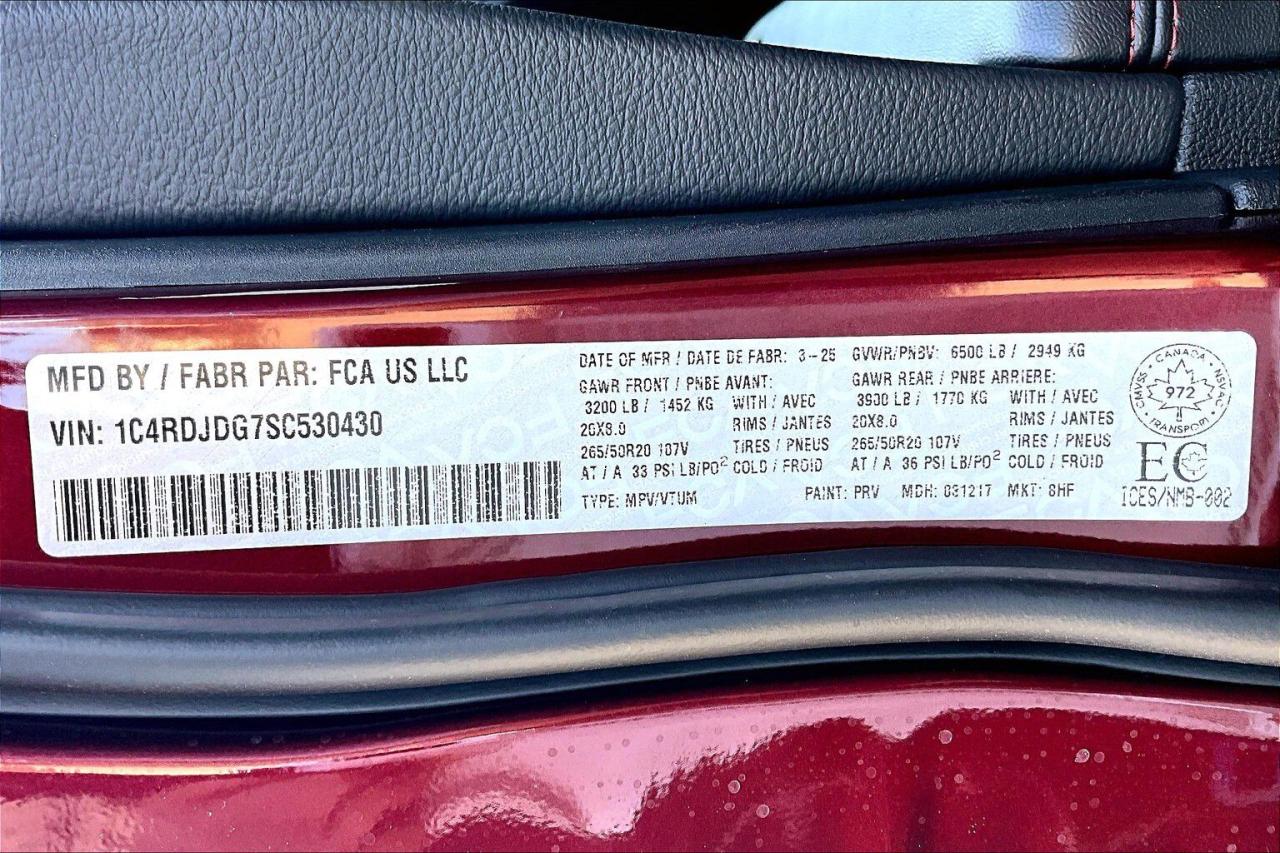 MFD BY / FABR PAR: FCA US LLC
VIN: 1C4RDJDG7SC530430
DATE OF MFR / DATE DE FABR: 3-25
GVWR/PNBV: 6500 LB / 2949 KG
GAWR FRONT / PNBE AVANT:
3200 LB / 1452 KG WITH / AVEC
20X8.0 RIMS / JANTES
265/50R20 107V TIRES / PNEUS
AT / A 33 PSI LB/PO² COLD / FROID
GAWR REAR / PNBE ARRIERE:
3900 LB / 1770 KG WITH / AVEC
20X8.0 RIMS / JANTES
265/50R20 107V TIRES / PNEUS
AT / A 36 PSI LB/PO² COLD / FROID
TYPE: MPV/VTUM PAINT: PRV MDH: 031217 MKT: 8HF
CANADA
CMVSS NSVAC
972
TRANSPORT
EC
ICES/NMB-002